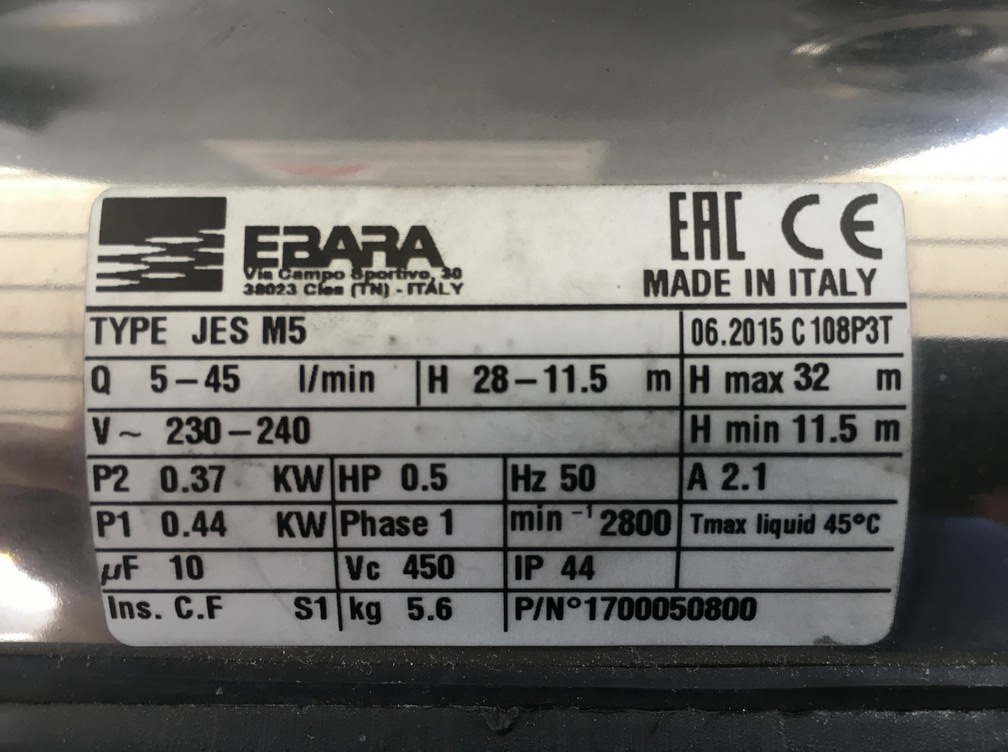 EBARA
Via Campo Sportivo, 30
38023 Cles (TN) - ITALY
EAC CE
MADE IN ITALY
TYPE JES M5 06.2015 C 108P3T
Q 5-45 l/min H 28-11.5 m H max 32 m
V~ 230-240 H min 11.5 m
P2 0.37 KW HP 0.5 Hz 50 A 2.1
P1 0.44 KW Phase 1 min⁻¹ 2800 Tmax liquid 45°C
µF 10 Vc 450 IP 44
Ins. C.F S1 kg 5.6 P/N°1700050800